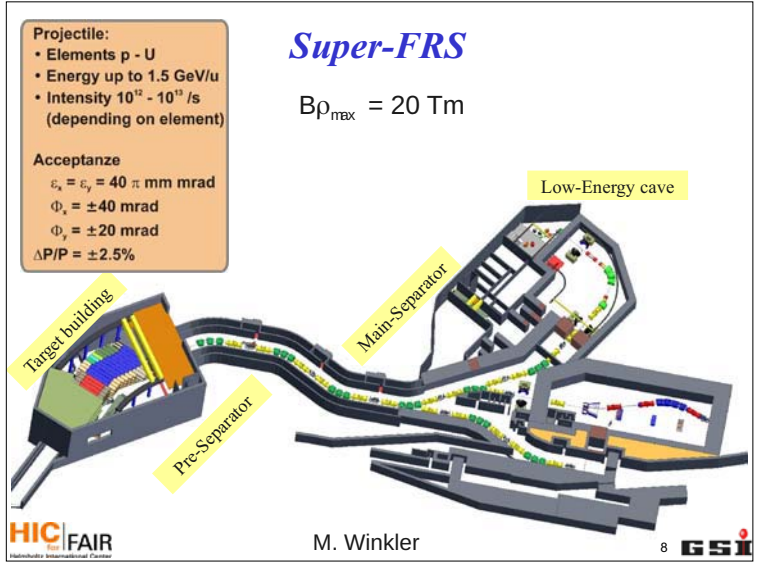 Projectile:
• Elements p - U
• Energy up to 1.5 GeV/u
• Intensity 10¹² - 10¹³ /s
(depending on element)
Acceptanze
εₓ = εᵧ = 40 π mm mrad
Φₓ = ±40 mrad
Φᵧ = ±20 mrad
ΔP/P = ±2.5%
Super-FRS
Bρmax = 20 Tm
Low-Energy cave
Main-Separator
Target building
Pre-Separator
HIC for FAIR
Helmholtz International Center
M. Winkler
8
GSI